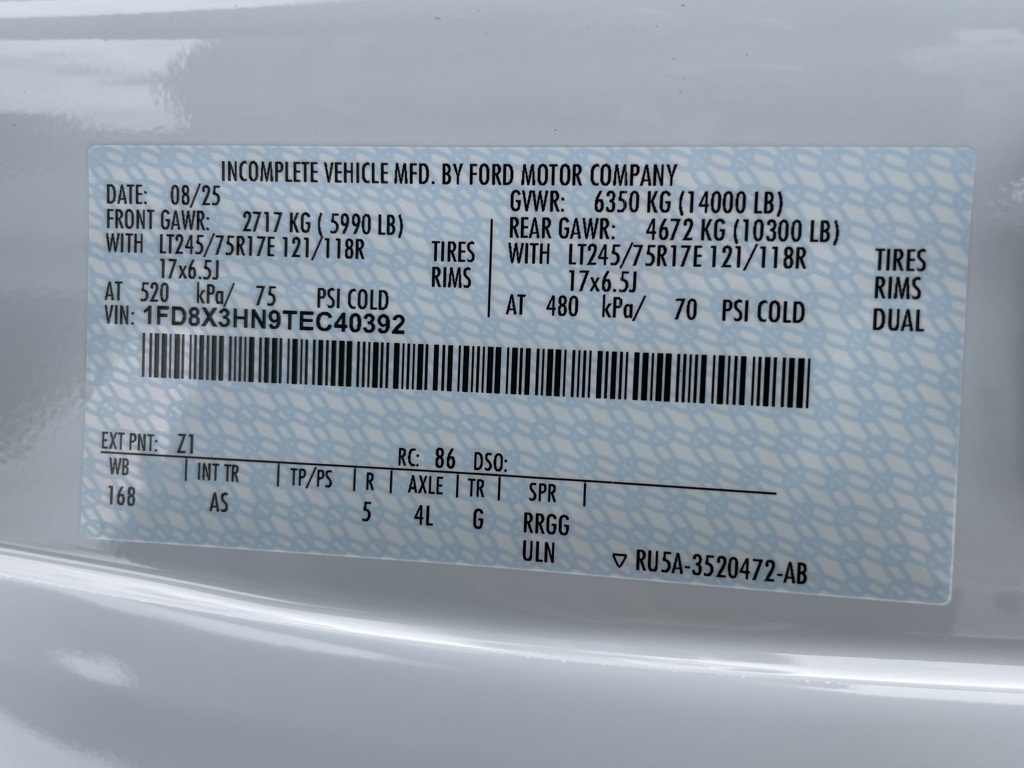 INCOMPLETE VEHICLE MFD. BY FORD MOTOR COMPANY
DATE: 08/25 GVWR: 6350 KG (14000 LB)
FRONT GAWR: 2717 KG ( 5990 LB) REAR GAWR: 4672 KG (10300 LB)
WITH LT245/75R17E 121/118R TIRES WITH LT245/75R17E 121/118R TIRES
17x6.5J RIMS 17x6.5J RIMS
AT 520 kPa/ 75 PSI COLD AT 480 kPa/ 70 PSI COLD DUAL
VIN: 1FD8X3HN9TEC40392
EXT PNT: Z1 RC: 86 DSO:
WB | INT TR | TP/PS | R | AXLE | TR | SPR |
168 AS 5 4L G RRGG
ULN ▽ RU5A-3520472-AB